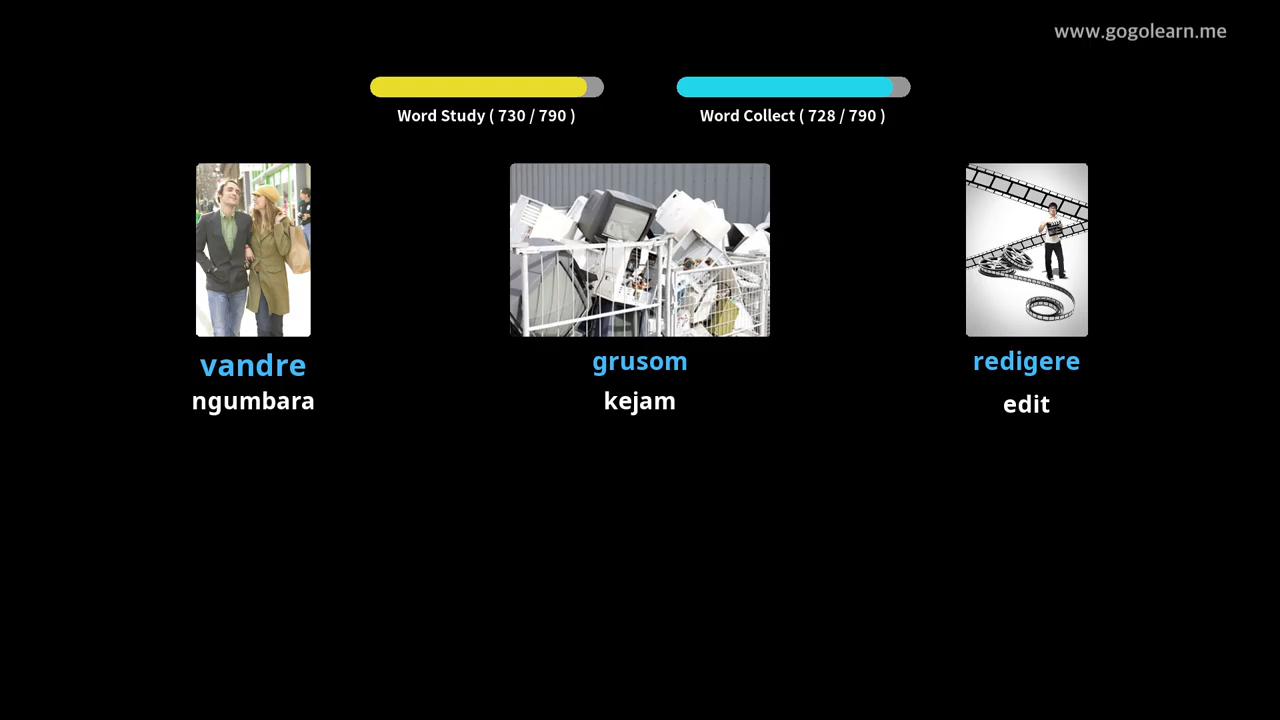 www.gogolearn.me
Word Study ( 730 / 790 )
Word Collect ( 728 / 790 )
vandre
ngumbara
grusom
kejam
redigere
edit